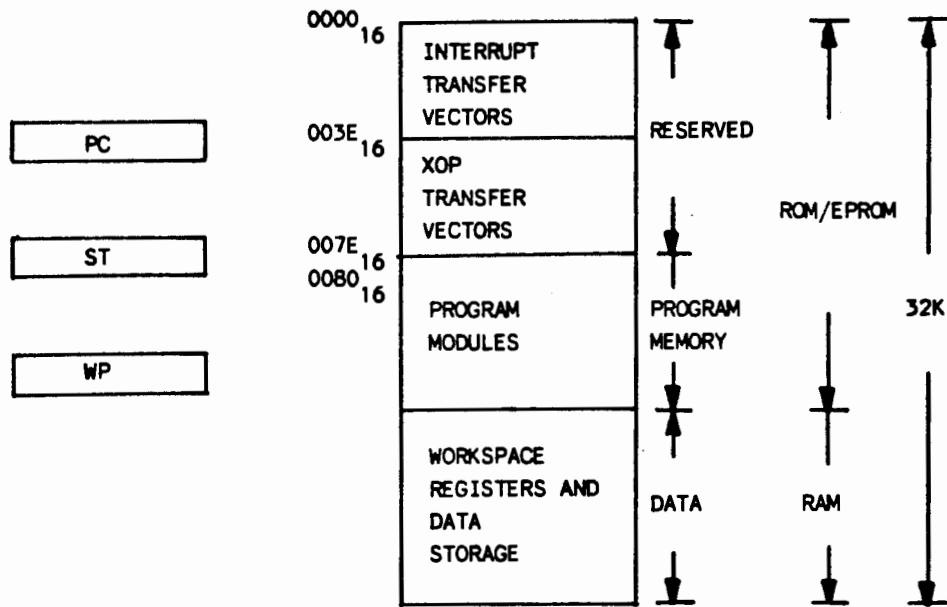 0000 16
INTERRUPT
TRANSFER
VECTORS
PC
003E 16
RESERVED
XOP
TRANSFER
VECTORS
ROM/EPROM
ST
007E 16
0080 16
PROGRAM
MODULES
PROGRAM
MEMORY
32K
WP
WORKSPACE
REGISTERS AND
DATA
STORAGE
DATA
RAM